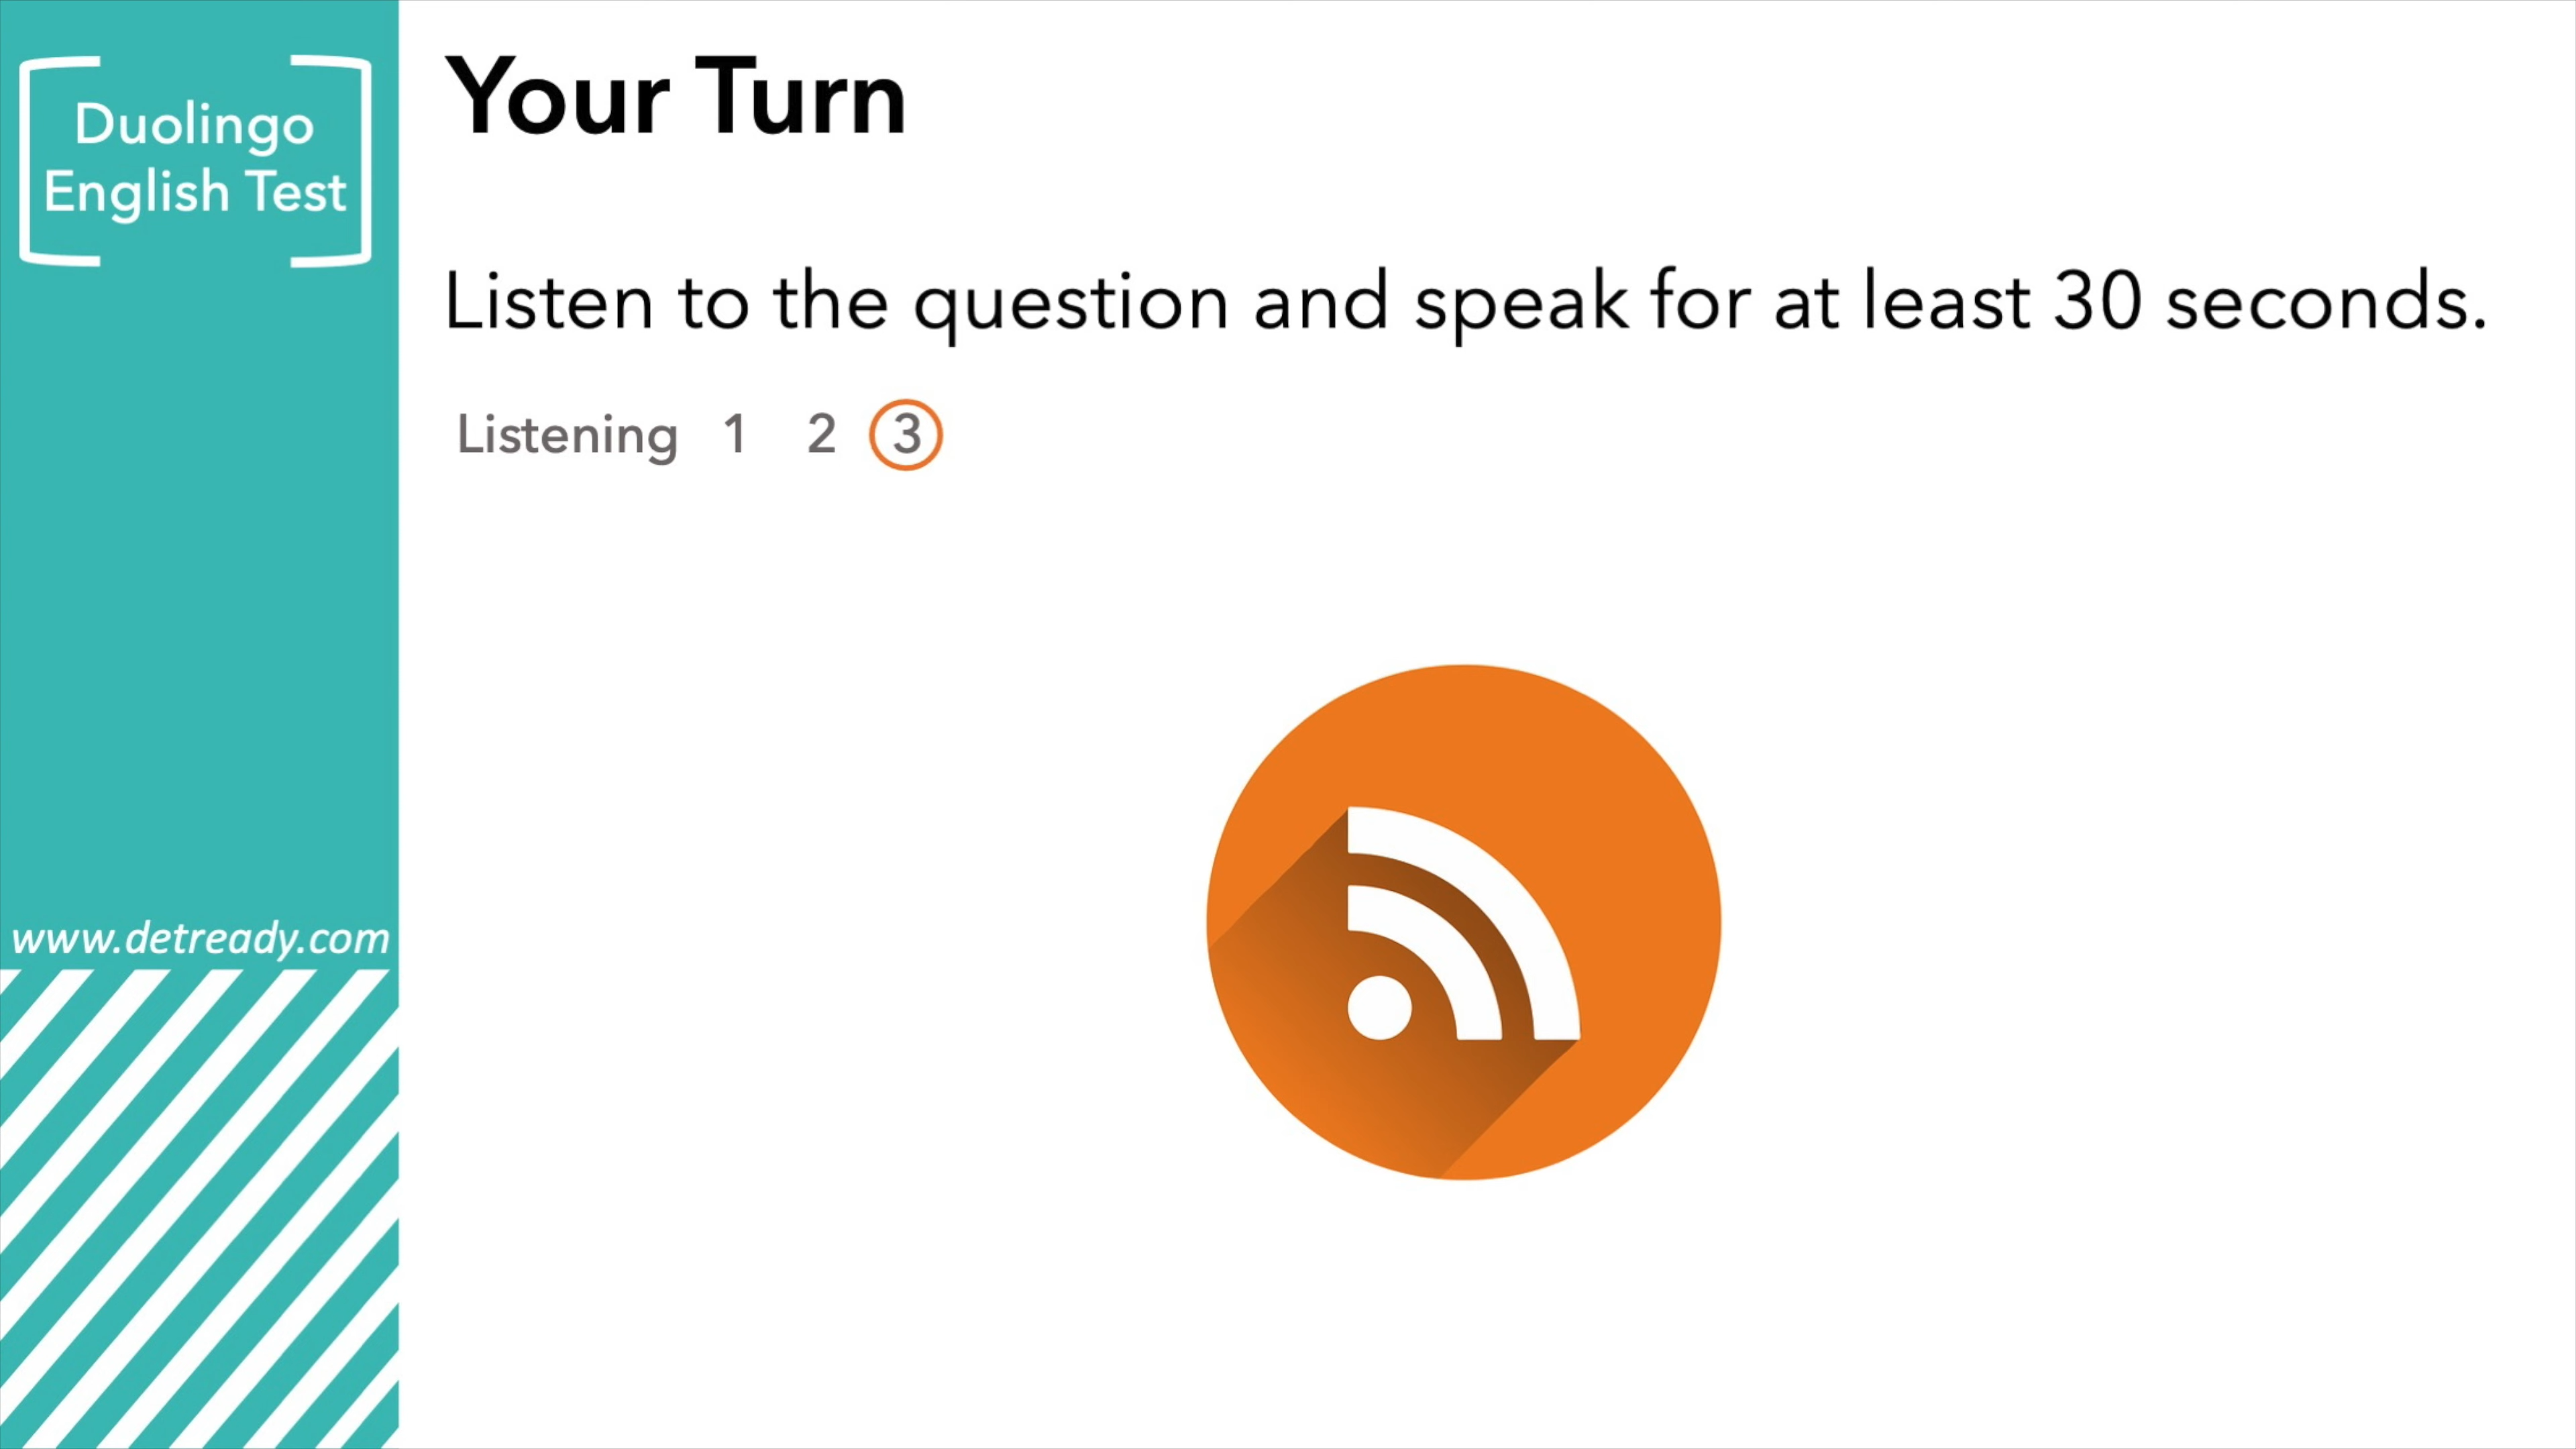 Duolingo
English Test
Your Turn
Listen to the question and speak for at least 30 seconds.
Listening 1 2 3
www.detready.com